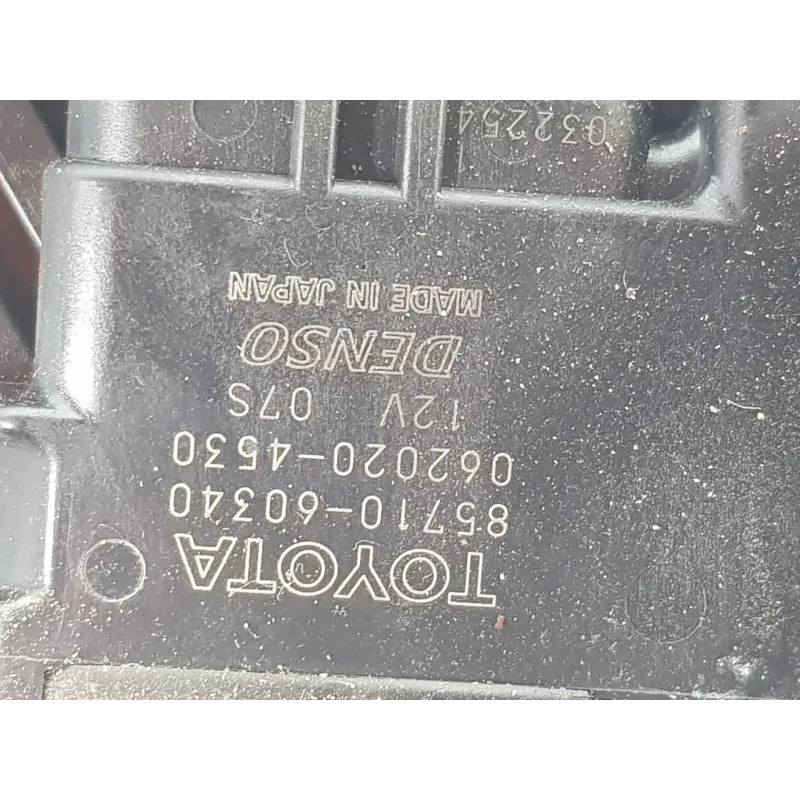 TOYOTA
85710-60340
062020-4530
12V 07S
DENSO
MADE IN JAPAN
032254